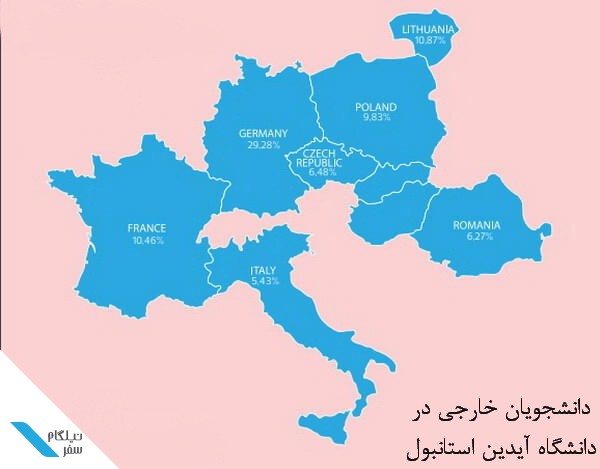 LITHUANIA
10,87%
POLAND
9,83%
GERMANY
29,28%
CZECH
REPUBLIC
6,48%
FRANCE
10,46%
ROMANIA
6,27%
ITALY
5,43%
دانشجویان خارجی در
دانشگاه آیدین استانبول
نیلگام
سفر